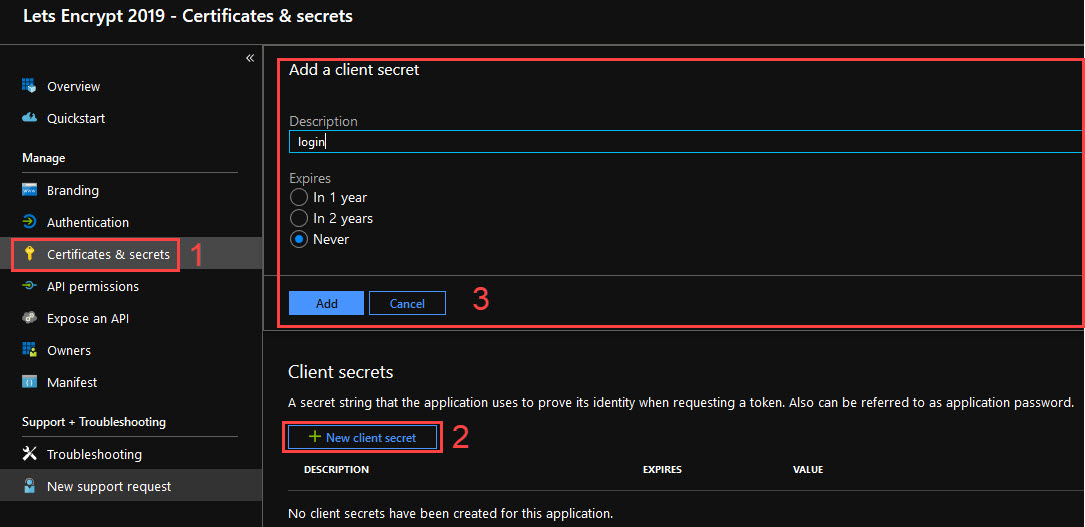 Lets Encrypt 2019 - Certificates & secrets
«
Overview
Quickstart
Manage
Branding
Authentication
Certificates & secrets
1
API permissions
Expose an API
Owners
Manifest
Support + Troubleshooting
Troubleshooting
New support request
Add a client secret
Description
login
Expires
In 1 year
In 2 years
Never
Add
Cancel
3
Client secrets
A secret string that the application uses to prove its identity when requesting a token. Also can be referred to as application password.
+ New client secret
2
DESCRIPTION EXPIRES VALUE
No client secrets have been created for this application.